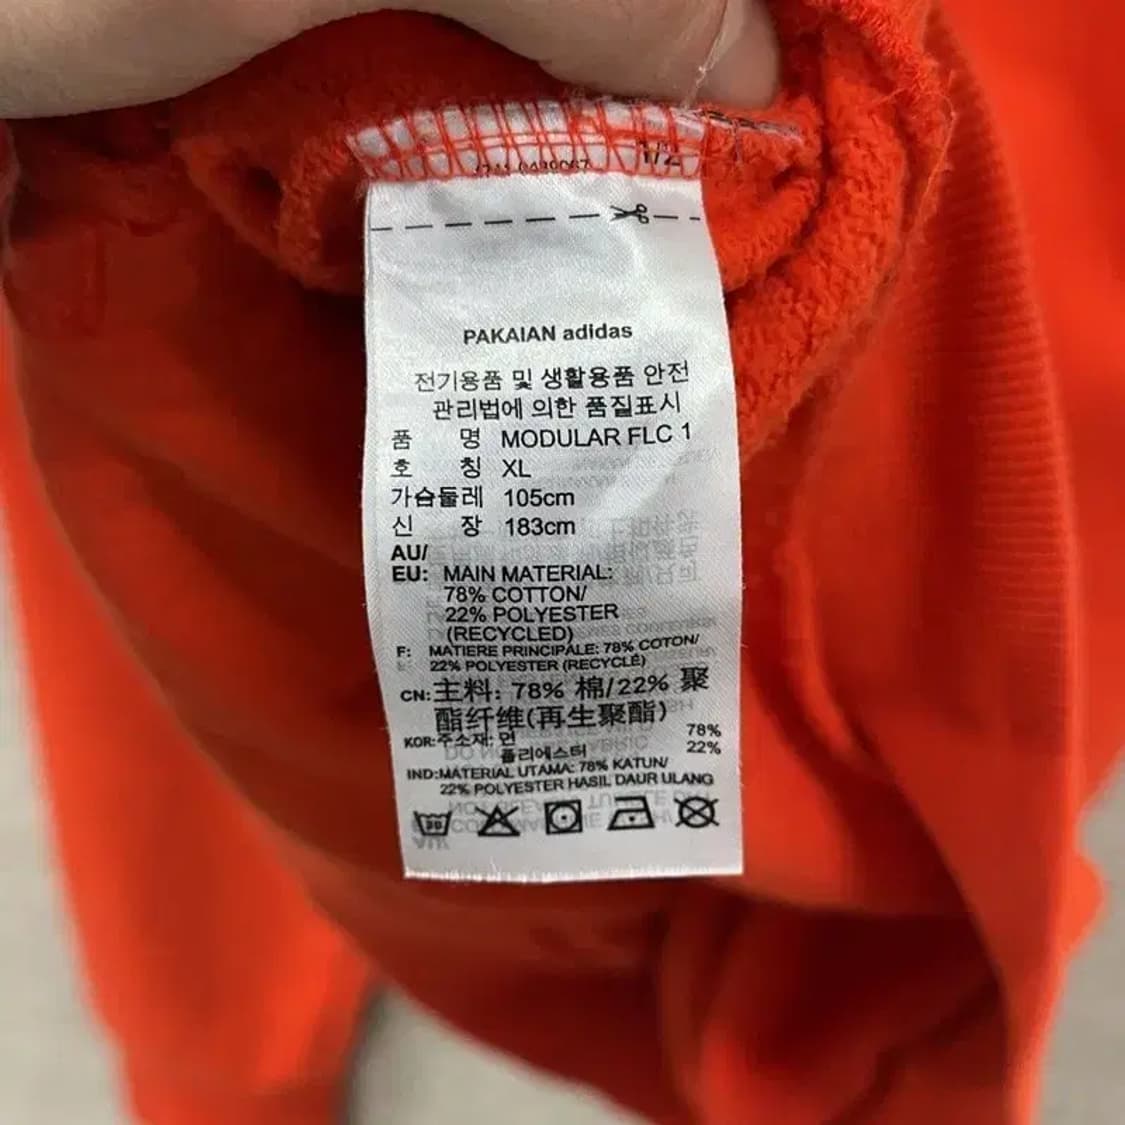 1/2
PAKAIAN adidas
전기용품 및 생활용품 안전
관리법에 의한 품질표시
품 명 MODULAR FLC 1
호 칭 XL
가슴둘레 105cm
신 장 183cm
AU/
EU: MAIN MATERIAL:
78% COTTON/
22% POLYESTER
(RECYCLED)
F: MATIERE PRINCIPALE: 78% COTON/
22% POLYESTER (RECYCLÉ)
CN: 主料: 78% 棉/22% 聚
酯纤维(再生聚酯)
KOR: 주소재: 면 78%
폴리에스터 22%
IND: MATERIAL UTAMA: 78% KATUN/
22% POLYESTER HASIL DAUR ULANG
30